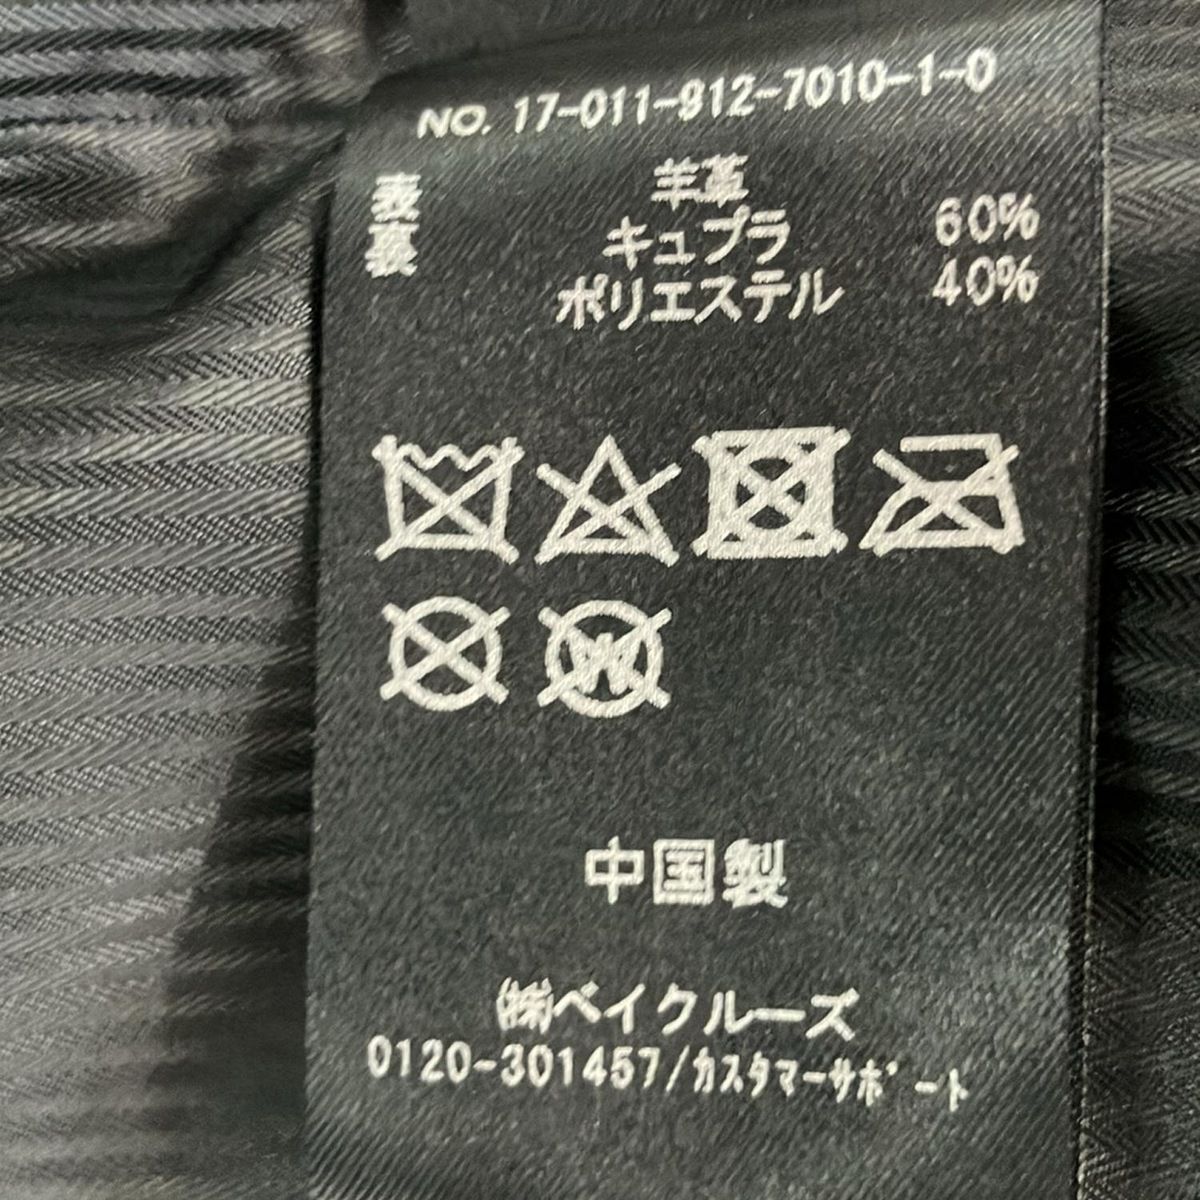 NO. 17-011-912-7010-1-0
表 羊革
裏 キュプラ 60%
ポリエステル 40%
中国製
㈱ベイクルーズ
0120-301457/カスタマーサポート